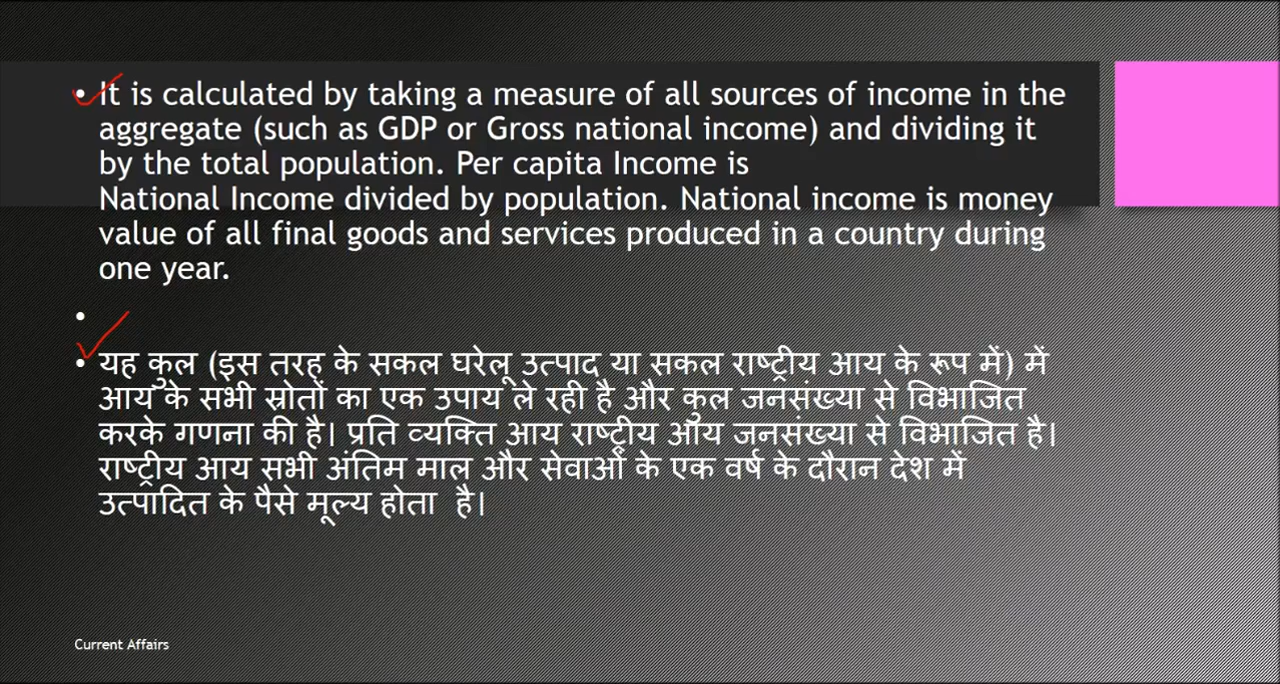 • It is calculated by taking a measure of all sources of income in the
aggregate (such as GDP or Gross national income) and dividing it
by the total population. Per capita Income is
National Income divided by population. National income is money
value of all final goods and services produced in a country during
one year.
•
• यह कुल (इस तरह के सकल घरेलू उत्पाद या सकल राष्ट्रीय आय के रूप में) में
आय के सभी स्रोतों का एक उपाय ले रही है और कुल जनसंख्या से विभाजित
करके गणना की है। प्रति व्यक्ति आय राष्ट्रीय आय जनसंख्या से विभाजित है।
राष्ट्रीय आय सभी अंतिम माल और सेवाओं के एक वर्ष के दौरान देश में
उत्पादित के पैसे मूल्य होता है।
Current Affairs